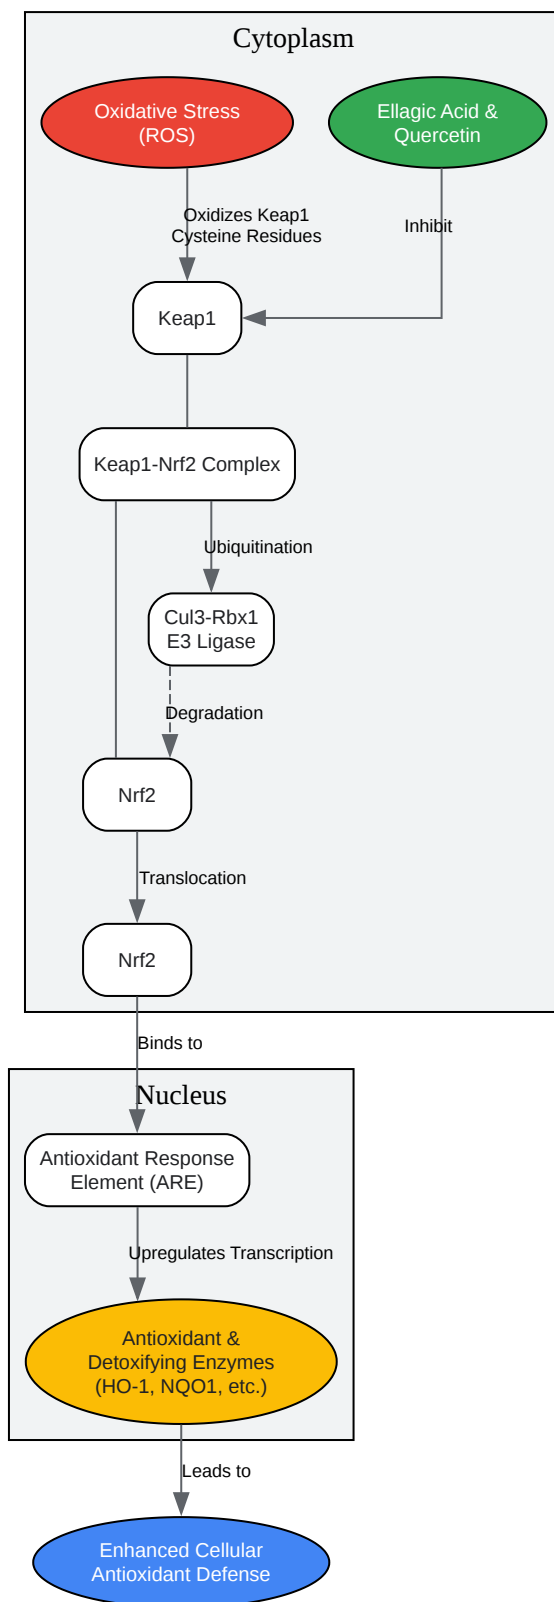 Cytoplasm
Oxidative Stress
(ROS)
Ellagic Acid &
Quercetin
Oxidizes Keap1
Cysteine Residues
Inhibit
Keap1
Keap1-Nrf2 Complex
Ubiquitination
Cul3-Rbx1
E3 Ligase
Degradation
Nrf2
Translocation
Nrf2
Binds to
Nucleus
Antioxidant Response
Element (ARE)
Upregulates Transcription
Antioxidant &
Detoxifying Enzymes
(HO-1, NQO1, etc.)
Leads to
Enhanced Cellular
Antioxidant Defense